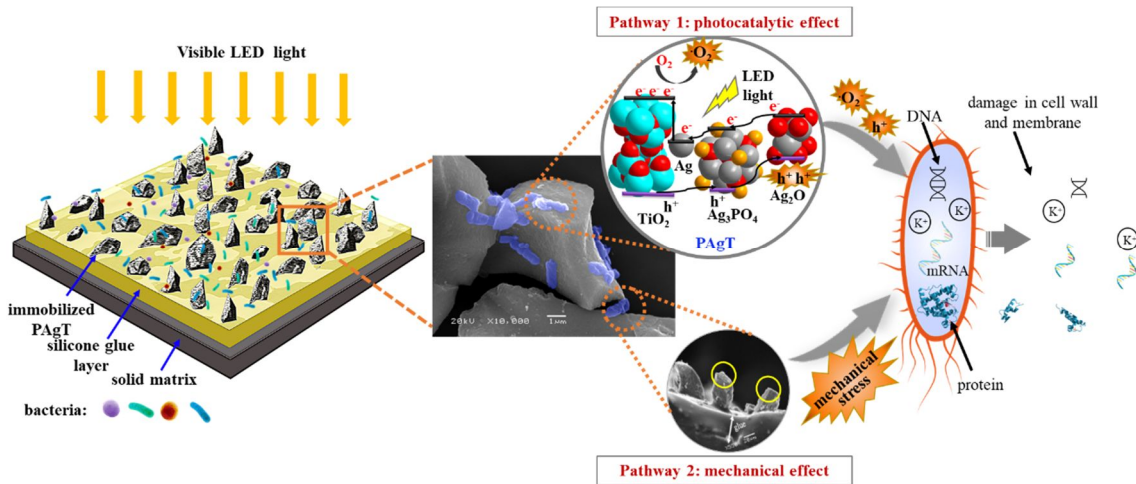 Visible LED light
immobilized
PAgT
silicone glue
layer
solid matrix
bacteria:
20kV X10,000 1μm
Pathway 1: photocatalytic effect
O₂
·O₂⁻
e⁻ e⁻ e⁻
LED
light
e⁻
e⁻
e⁻
Ag
h⁺
h⁺
h⁺ h⁺
TiO₂
Ag₃PO₄
Ag₂O
PAgT
glue
Pathway 2: mechanical effect
·O₂⁻
h⁺
mechanical
stress
DNA
K⁺
K⁺
mRNA
protein
damage in cell wall
and membrane
K⁺
K⁺